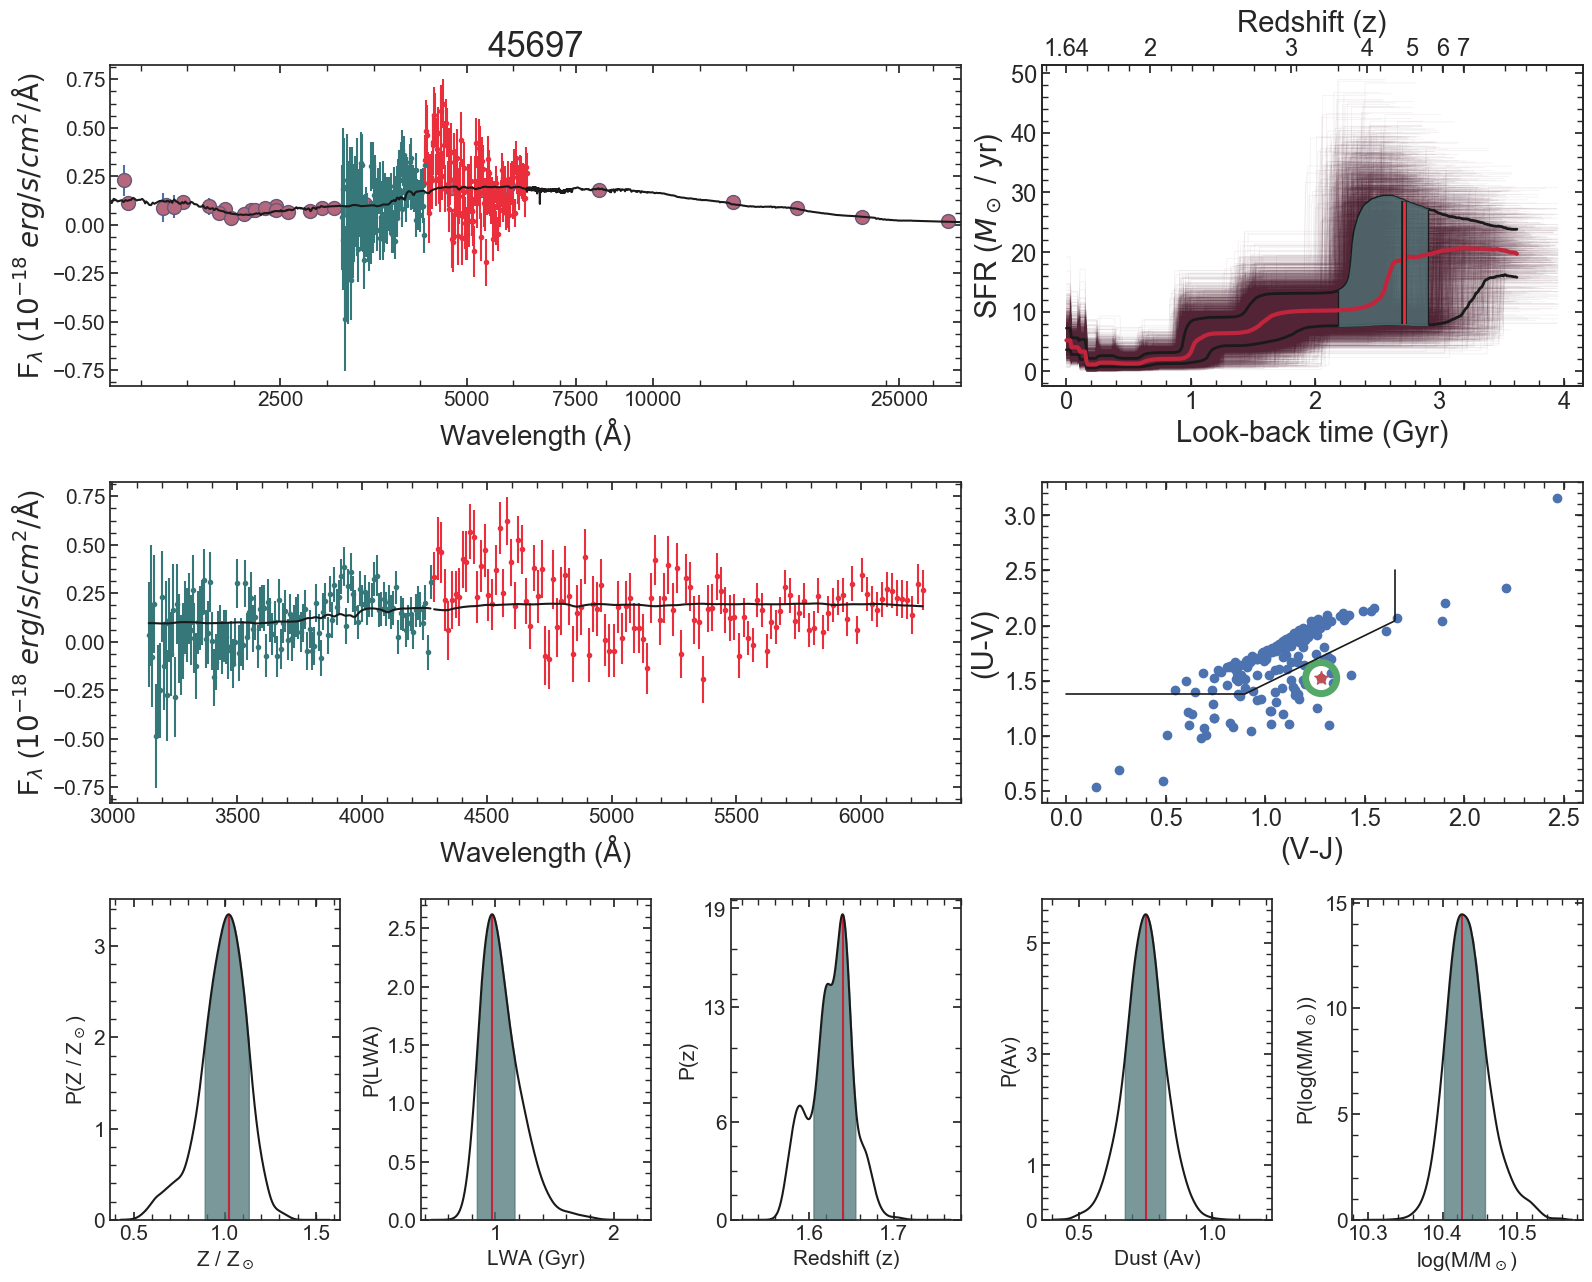 45697
0.75
0.50
0.25
0.00
−0.25
−0.50
−0.75
F_λ (10^−18 erg/s/cm^2/Å)
2500 5000 7500 10000 25000
Wavelength (Å)
Redshift (z)
1.64 2 3 4 5 6 7
50
40
30
20
10
0
SFR (M_⊙ / yr)
0 1 2 3 4
Look-back time (Gyr)
0.75
0.50
0.25
0.00
−0.25
−0.50
−0.75
F_λ (10^−18 erg/s/cm^2/Å)
3000 3500 4000 4500 5000 5500 6000
Wavelength (Å)
3.0
2.5
2.0
1.5
1.0
0.5
(U-V)
0.0 0.5 1.0 1.5 2.0 2.5
(V-J)
3
2
1
0
P(Z / Z_⊙)
0.5 1.0 1.5
Z / Z_⊙
2.5
2.0
1.5
1.0
0.5
0.0
P(LWA)
1 2
LWA (Gyr)
19
13
6
0
P(z)
1.6 1.7
Redshift (z)
5
3
1
0
P(Av)
0.5 1.0
Dust (Av)
15
10
5
0
P(log(M/M_⊙))
10.3 10.4 10.5
log(M/M_⊙)